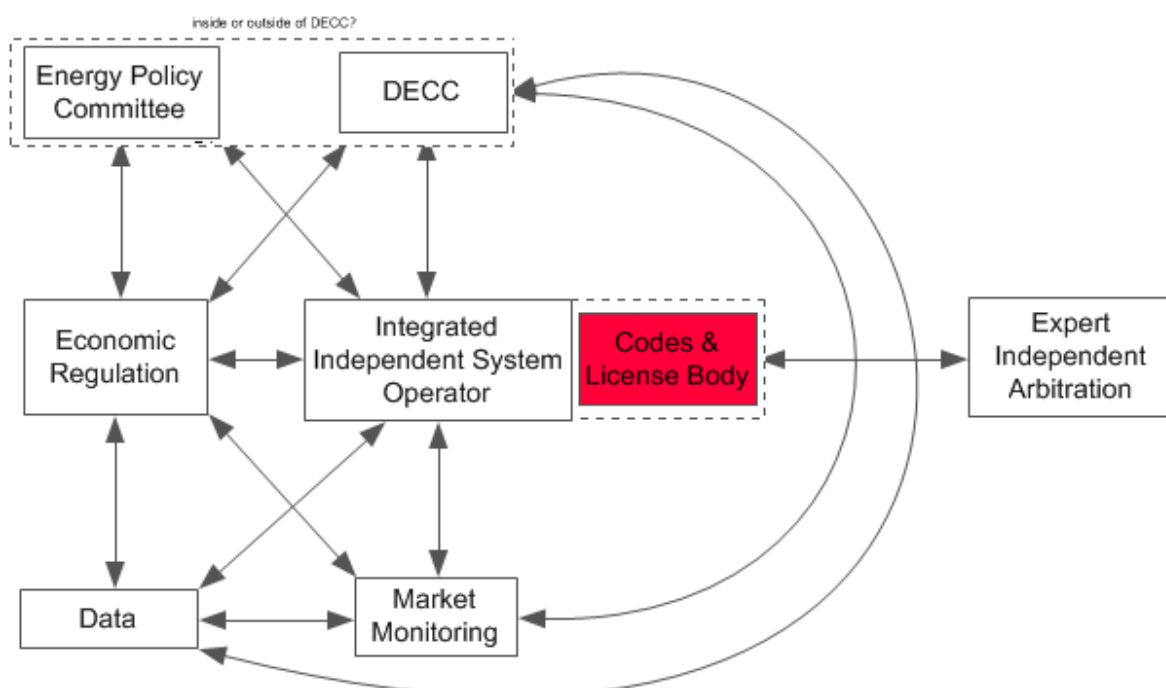 inside or outside of DECC?
Energy Policy
Committee
DECC
Economic
Regulation
Integrated
Independent System
Operator
Codes &
License Body
Expert
Independent
Arbitration
Data
Market
Monitoring